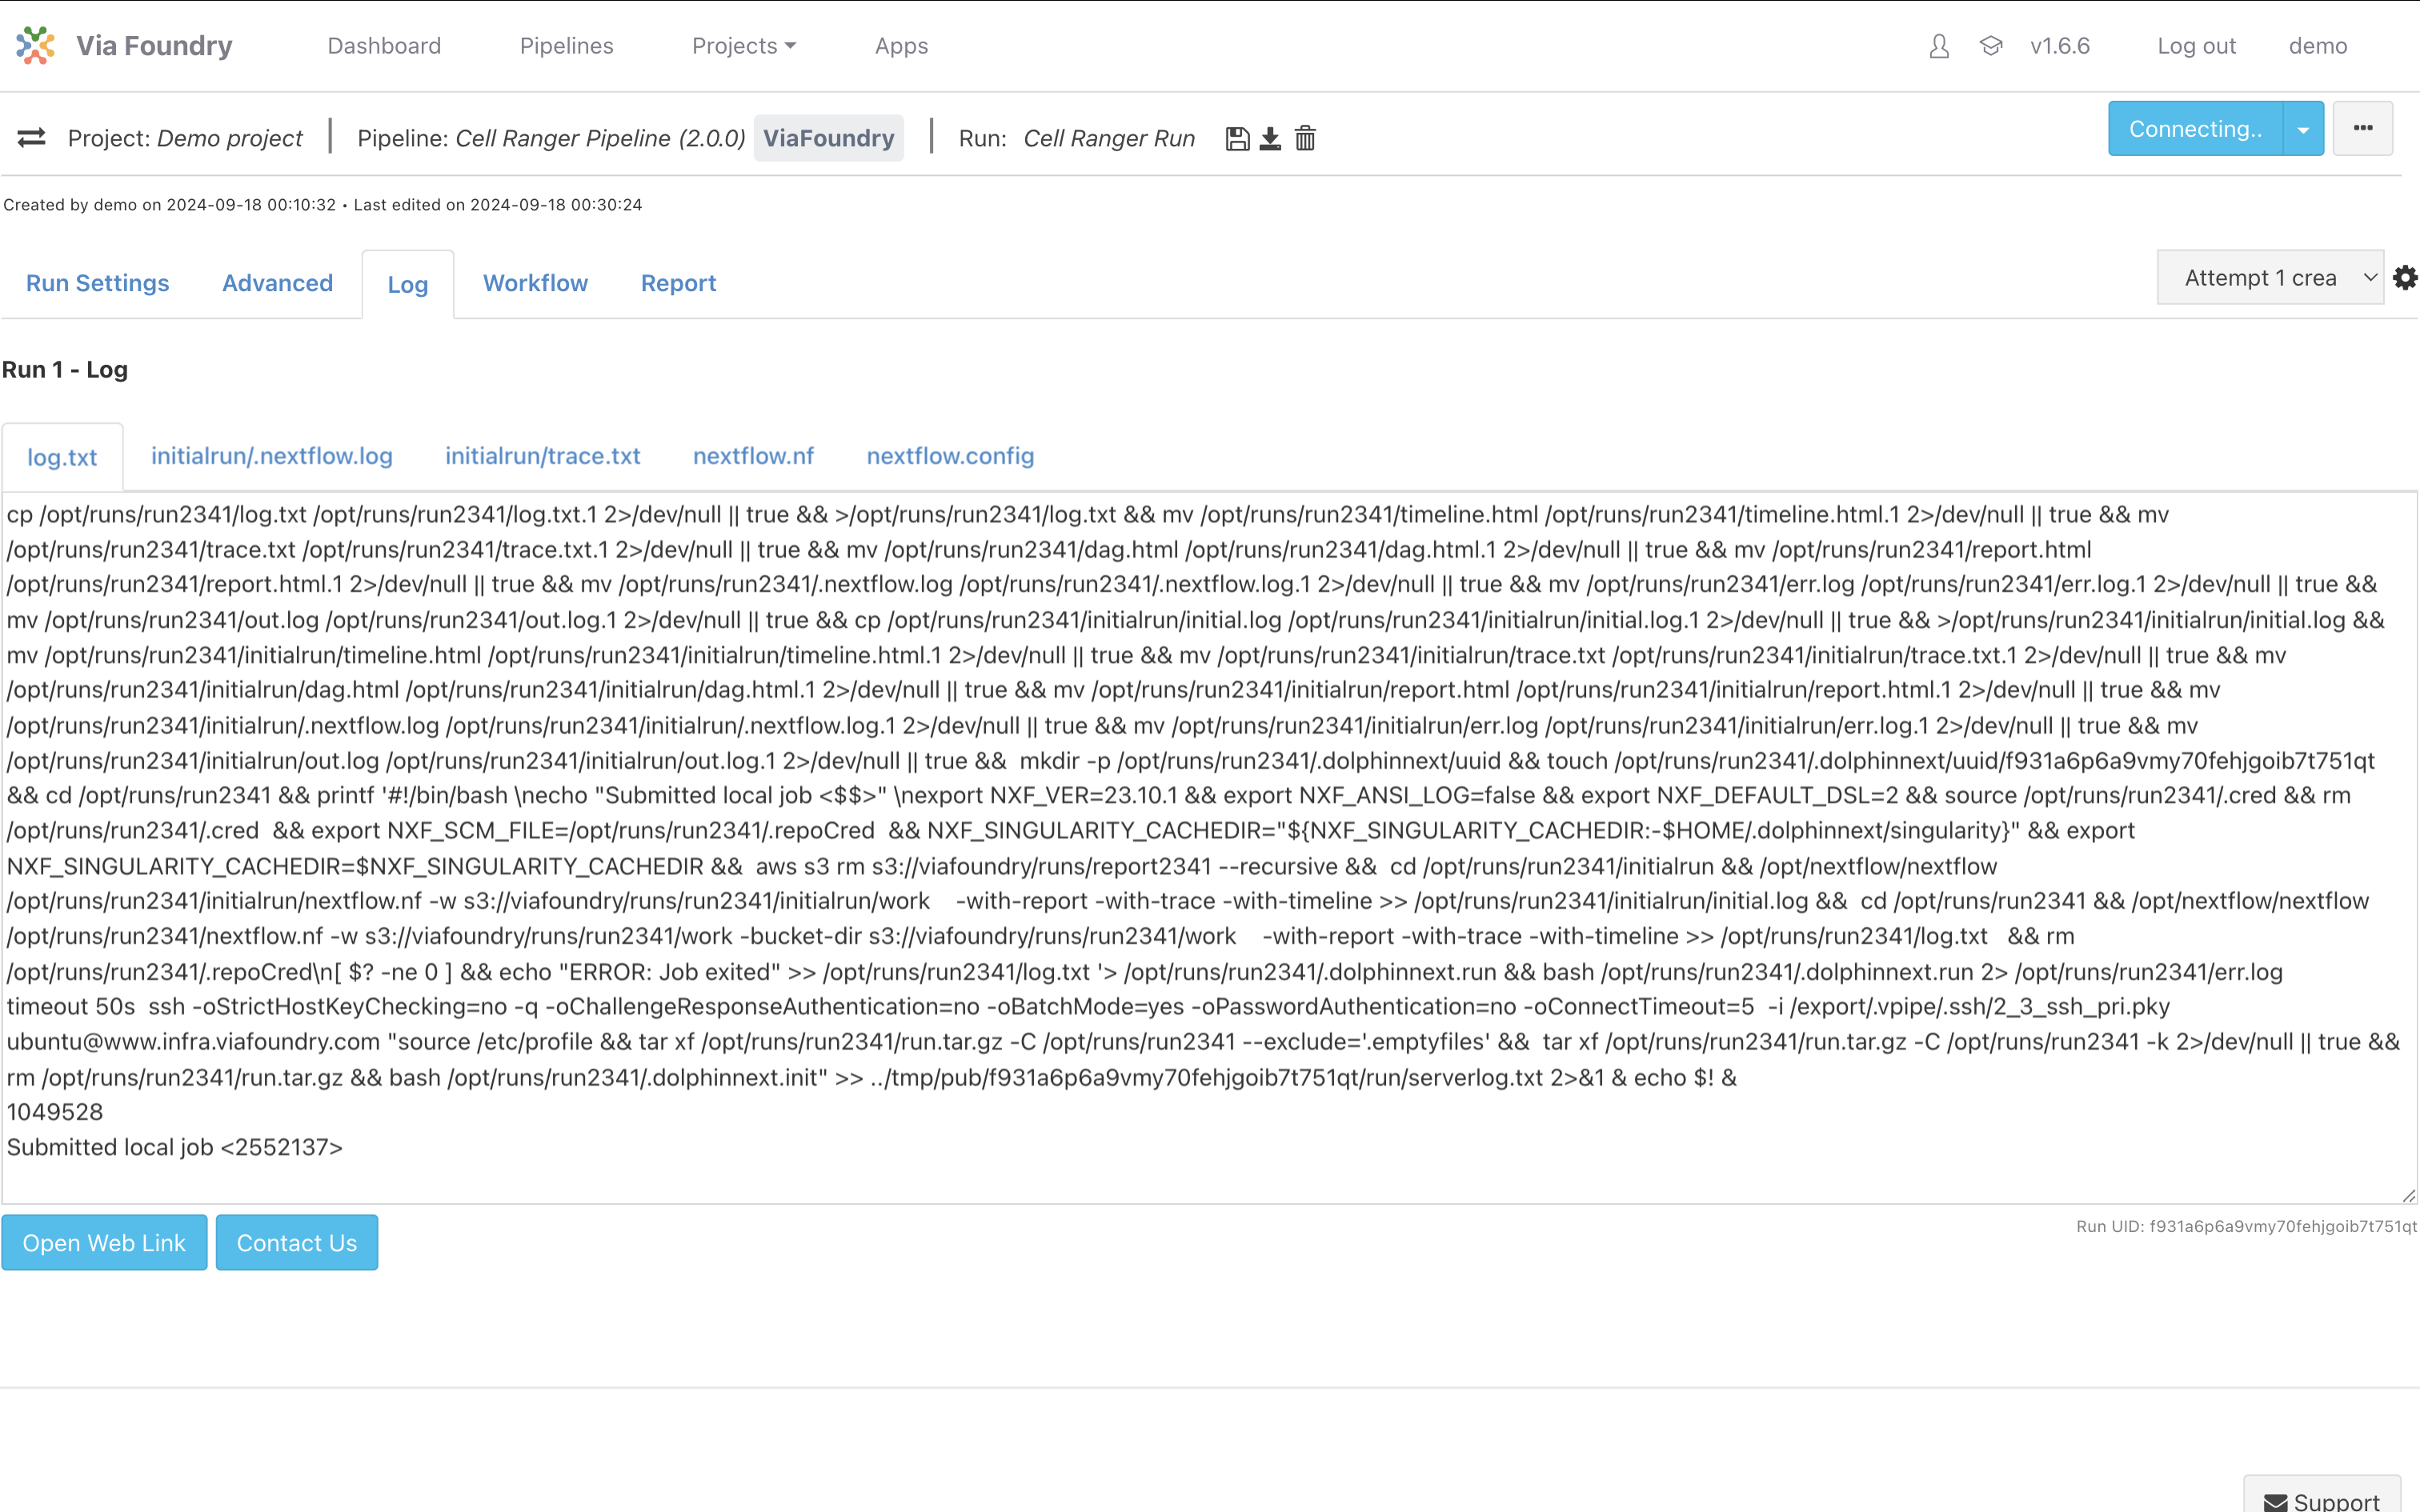 Via Foundry Dashboard Pipelines Projects Apps v1.6.6 Log out demo
Project: Demo project | Pipeline: Cell Ranger Pipeline (2.0.0) ViaFoundry | Run: Cell Ranger Run Connecting.. ···
Created by demo on 2024-09-18 00:10:32 • Last edited on 2024-09-18 00:30:24
Run Settings Advanced Log Workflow Report Attempt 1 crea
Run 1 - Log
log.txt initialrun/.nextflow.log initialrun/trace.txt nextflow.nf nextflow.config
cp /opt/runs/run2341/log.txt /opt/runs/run2341/log.txt.1 2>/dev/null || true && >/opt/runs/run2341/log.txt && mv /opt/runs/run2341/timeline.html /opt/runs/run2341/timeline.html.1 2>/dev/null || true && mv
/opt/runs/run2341/trace.txt /opt/runs/run2341/trace.txt.1 2>/dev/null || true && mv /opt/runs/run2341/dag.html /opt/runs/run2341/dag.html.1 2>/dev/null || true && mv /opt/runs/run2341/report.html
/opt/runs/run2341/report.html.1 2>/dev/null || true && mv /opt/runs/run2341/.nextflow.log /opt/runs/run2341/.nextflow.log.1 2>/dev/null || true && mv /opt/runs/run2341/err.log /opt/runs/run2341/err.log.1 2>/dev/null || true &&
mv /opt/runs/run2341/out.log /opt/runs/run2341/out.log.1 2>/dev/null || true && cp /opt/runs/run2341/initialrun/initial.log /opt/runs/run2341/initialrun/initial.log.1 2>/dev/null || true && >/opt/runs/run2341/initialrun/initial.log &&
mv /opt/runs/run2341/initialrun/timeline.html /opt/runs/run2341/initialrun/timeline.html.1 2>/dev/null || true && mv /opt/runs/run2341/initialrun/trace.txt /opt/runs/run2341/initialrun/trace.txt.1 2>/dev/null || true && mv
/opt/runs/run2341/initialrun/dag.html /opt/runs/run2341/initialrun/dag.html.1 2>/dev/null || true && mv /opt/runs/run2341/initialrun/report.html /opt/runs/run2341/initialrun/report.html.1 2>/dev/null || true && mv
/opt/runs/run2341/initialrun/.nextflow.log /opt/runs/run2341/initialrun/.nextflow.log.1 2>/dev/null || true && mv /opt/runs/run2341/initialrun/err.log /opt/runs/run2341/initialrun/err.log.1 2>/dev/null || true && mv
/opt/runs/run2341/initialrun/out.log /opt/runs/run2341/initialrun/out.log.1 2>/dev/null || true &&  mkdir -p /opt/runs/run2341/.dolphinnext/uuid && touch /opt/runs/run2341/.dolphinnext/uuid/f931a6p6a9vmy70fehjgoib7t751qt
&& cd /opt/runs/run2341 && printf '#!/bin/bash \necho "Submitted local job <$$>" \nexport NXF_VER=23.10.1 && export NXF_ANSI_LOG=false && export NXF_DEFAULT_DSL=2 && source /opt/runs/run2341/.cred && rm
/opt/runs/run2341/.cred  && export NXF_SCM_FILE=/opt/runs/run2341/.repoCred  && NXF_SINGULARITY_CACHEDIR="${NXF_SINGULARITY_CACHEDIR:-$HOME/.dolphinnext/singularity}" && export
NXF_SINGULARITY_CACHEDIR=$NXF_SINGULARITY_CACHEDIR &&  aws s3 rm s3://viafoundry/runs/report2341 --recursive &&  cd /opt/runs/run2341/initialrun && /opt/nextflow/nextflow
/opt/runs/run2341/initialrun/nextflow.nf -w s3://viafoundry/runs/run2341/initialrun/work    -with-report -with-trace -with-timeline >> /opt/runs/run2341/initialrun/initial.log &&  cd /opt/runs/run2341 && /opt/nextflow/nextflow
/opt/runs/run2341/nextflow.nf -w s3://viafoundry/runs/run2341/work -bucket-dir s3://viafoundry/runs/run2341/work    -with-report -with-trace -with-timeline >> /opt/runs/run2341/log.txt   && rm
/opt/runs/run2341/.repoCred\n[ $? -ne 0 ] && echo "ERROR: Job exited" >> /opt/runs/run2341/log.txt '> /opt/runs/run2341/.dolphinnext.run && bash /opt/runs/run2341/.dolphinnext.run 2> /opt/runs/run2341/err.log
timeout 50s  ssh -oStrictHostKeyChecking=no -q -oChallengeResponseAuthentication=no -oBatchMode=yes -oPasswordAuthentication=no -oConnectTimeout=5  -i /export/.vpipe/.ssh/2_3_ssh_pri.pky
ubuntu@www.infra.viafoundry.com "source /etc/profile && tar xf /opt/runs/run2341/run.tar.gz -C /opt/runs/run2341 --exclude='.emptyfiles' &&  tar xf /opt/runs/run2341/run.tar.gz -C /opt/runs/run2341 -k 2>/dev/null || true &&
rm /opt/runs/run2341/run.tar.gz && bash /opt/runs/run2341/.dolphinnext.init" >> ../tmp/pub/f931a6p6a9vmy70fehjgoib7t751qt/run/serverlog.txt 2>&1 & echo $! &
1049528
Submitted local job <2552137>
Open Web Link Contact Us Run UID: f931a6p6a9vmy70fehjgoib7t751qt
Support